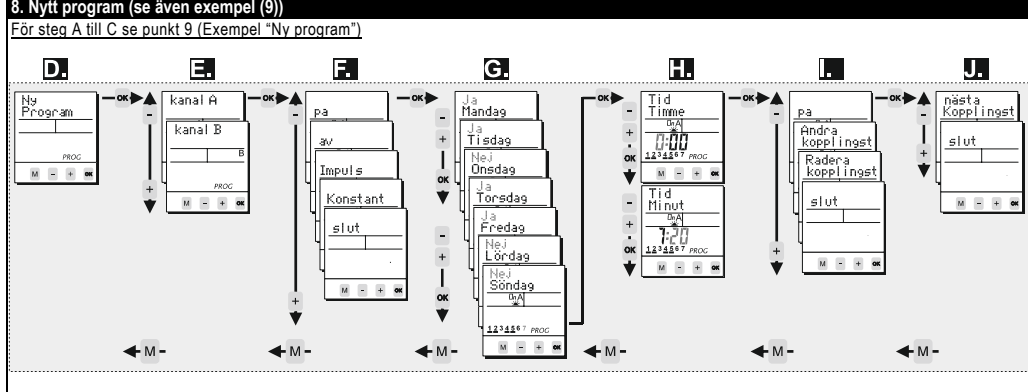 8. Nytt program (se även exempel (9))
För steg A till C se punkt 9 (Exempel “Ny program”)
D.
Ny
Program
PROG
M - + OK
OK
E.
kanal A
kanal B
B
PROG
M - + OK
-
+
OK
F.
pa
av
Impuls
Konstant
slut
M - + OK
-
+
OK
G.
Ja
Mandag
Ja
Tisdag
Nej
Onsdag
Ja
Torsdag
Ja
Fredag
Nej
Lördag
Nej
Söndag
OnA
1234567 PROG
M - + OK
-
+
OK
-
+
OK
OK
H.
Tid
Timme
OnA
0:00
1234567 PROG
M - + OK
Tid
Minut
OnA
7:20
1234567 PROG
M - + OK
-
+
OK
-
+
OK
OK
I.
pa
Andra
kopplingst
Radera
kopplingst
slut
M - + OK
-
+
OK
J.
nästa
Kopplingst
slut
M - + OK
-
+
M
M
M
M
M
M